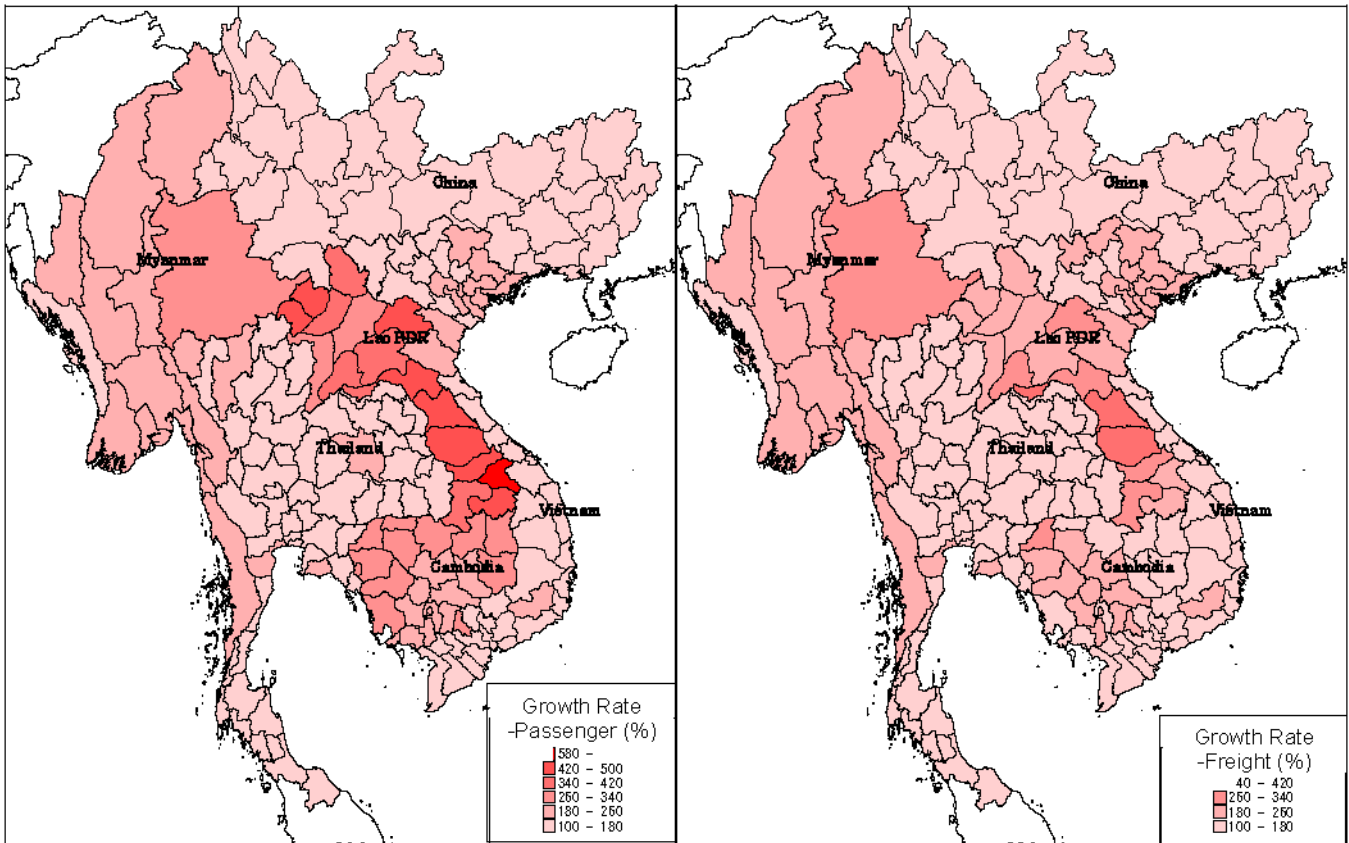 China
Myanmar
Lao PDR
Thailand
Vietnam
Cambodia
Growth Rate
-Passenger (%)
580 -
420 - 500
340 - 420
260 - 340
180 - 260
100 - 180
China
Myanmar
Lao PDR
Thailand
Vietnam
Cambodia
Growth Rate
-Freight (%)
40 - 420
260 - 340
180 - 260
100 - 180